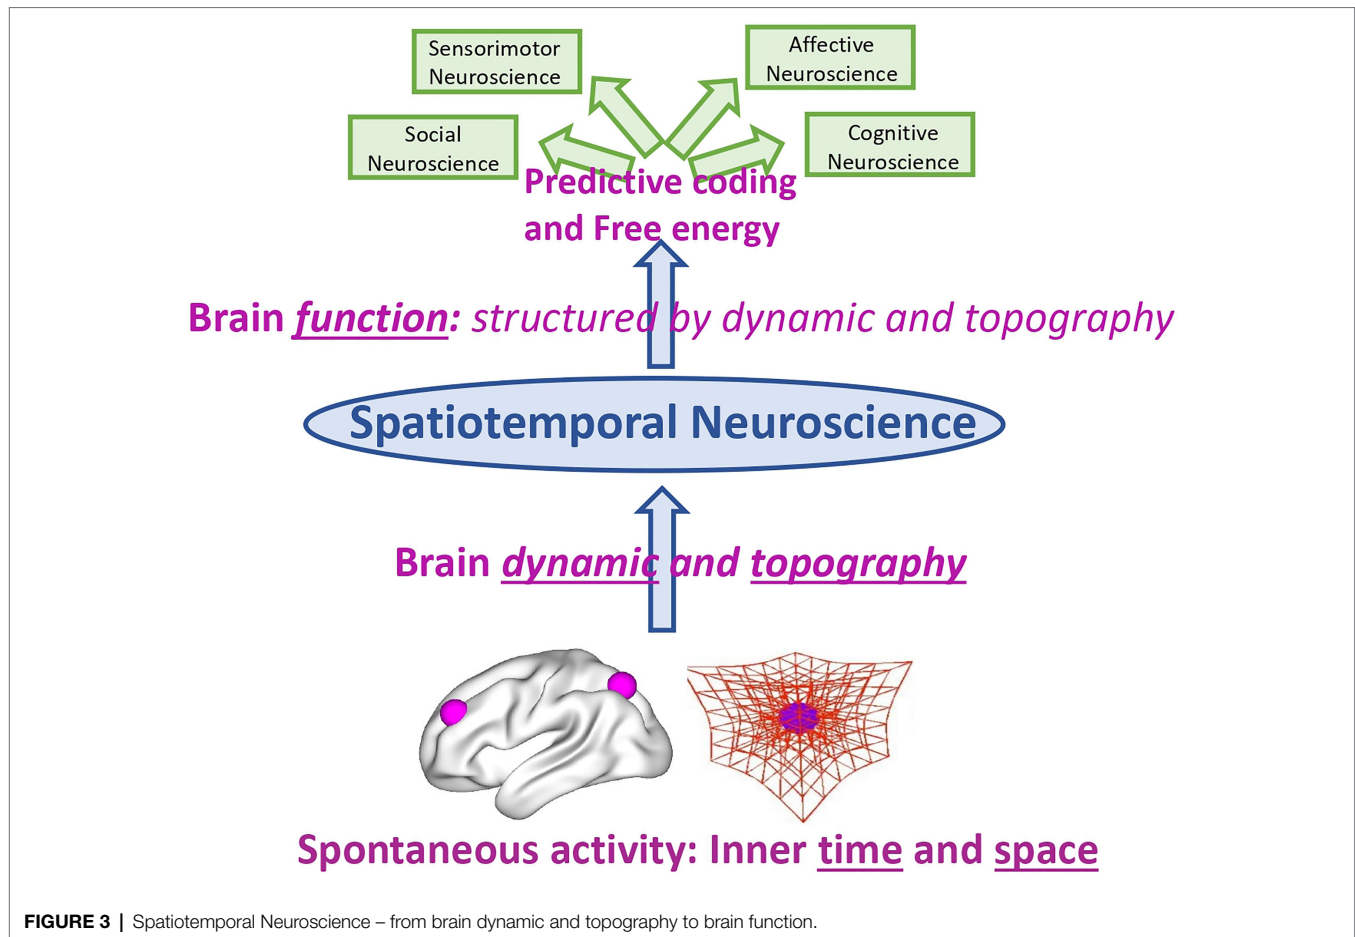 Sensorimotor
Neuroscience
Affective
Neuroscience
Social
Neuroscience
Cognitive
Neuroscience
Predictive coding
and Free energy
Brain function: structured by dynamic and topography
Spatiotemporal Neuroscience
Brain dynamic and topography
Spontaneous activity: Inner time and space
FIGURE 3 | Spatiotemporal Neuroscience – from brain dynamic and topography to brain function.